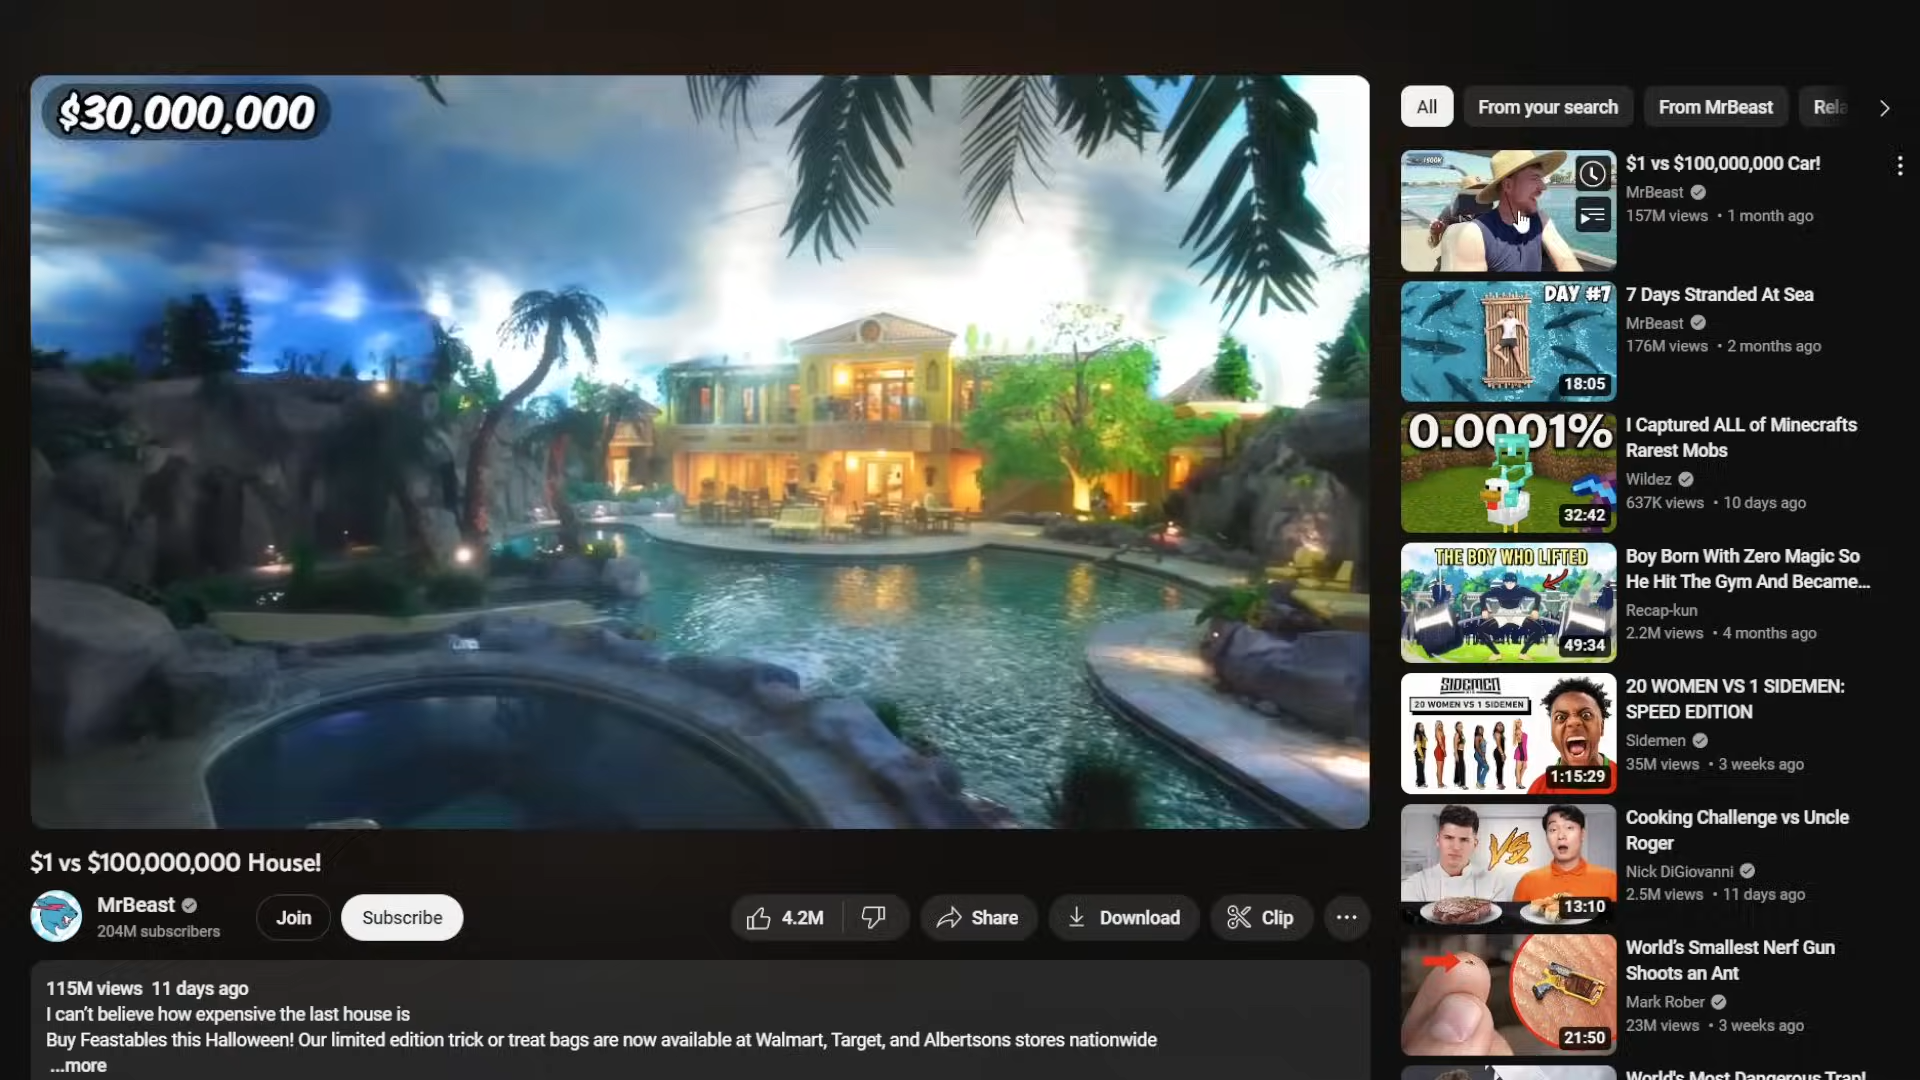 $30,000,000
$1 vs $100,000,000 House!
MrBeast
204M subscribers
Join
Subscribe
4.2M
Share
Download
Clip
115M views 11 days ago
I can't believe how expensive the last house is
Buy Feastables this Halloween! Our limited edition trick or treat bags are now available at Walmart, Target, and Albertsons stores nationwide
...more
All
From your search
From MrBeast
Rela
$1 vs $100,000,000 Car!
MrBeast
157M views • 1 month ago
DAY #7
18:05
7 Days Stranded At Sea
MrBeast
176M views • 2 months ago
0.0001%
32:42
I Captured ALL of Minecrafts
Rarest Mobs
Wildez
637K views • 10 days ago
THE BOY WHO LIFTED
49:34
Boy Born With Zero Magic So
He Hit The Gym And Became...
Recap-kun
2.2M views • 4 months ago
SIDEMEN
20 WOMEN VS 1 SIDEMEN
1:15:29
20 WOMEN VS 1 SIDEMEN:
SPEED EDITION
Sidemen
35M views • 3 weeks ago
VS.
13:10
Cooking Challenge vs Uncle
Roger
Nick DiGiovanni
2.5M views • 11 days ago
21:50
World's Smallest Nerf Gun
Shoots an Ant
Mark Rober
23M views • 3 weeks ago
World's Most Dangerous Trap!